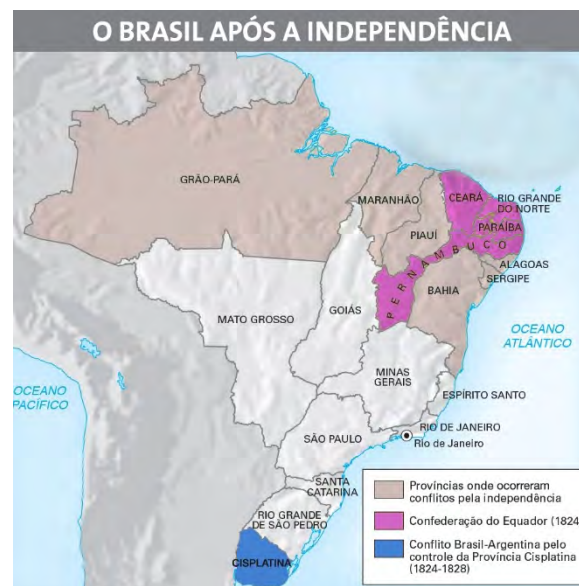 O BRASIL APÓS A INDEPENDÊNCIA
GRÃO-PARÁ
MARANHÃO
CEARÁ
RIO GRANDE
DO NORTE
PARAÍBA
PIAUÍ
PERNAMBUCO
ALAGOAS
SERGIPE
BAHIA
MATO GROSSO
GOIÁS
OCEANO
ATLÂNTICO
MINAS
GERAIS
OCEANO
PACÍFICO
ESPÍRITO SANTO
SÃO PAULO
RIO DE JANEIRO
Rio de Janeiro
SANTA
CATARINA
RIO GRANDE
DE SÃO PEDRO
CISPLATINA
Províncias onde ocorreram
conflitos pela independência
Confederação do Equador (1824
Conflito Brasil-Argentina pelo
controle da Província Cisplatina
(1824-1828)